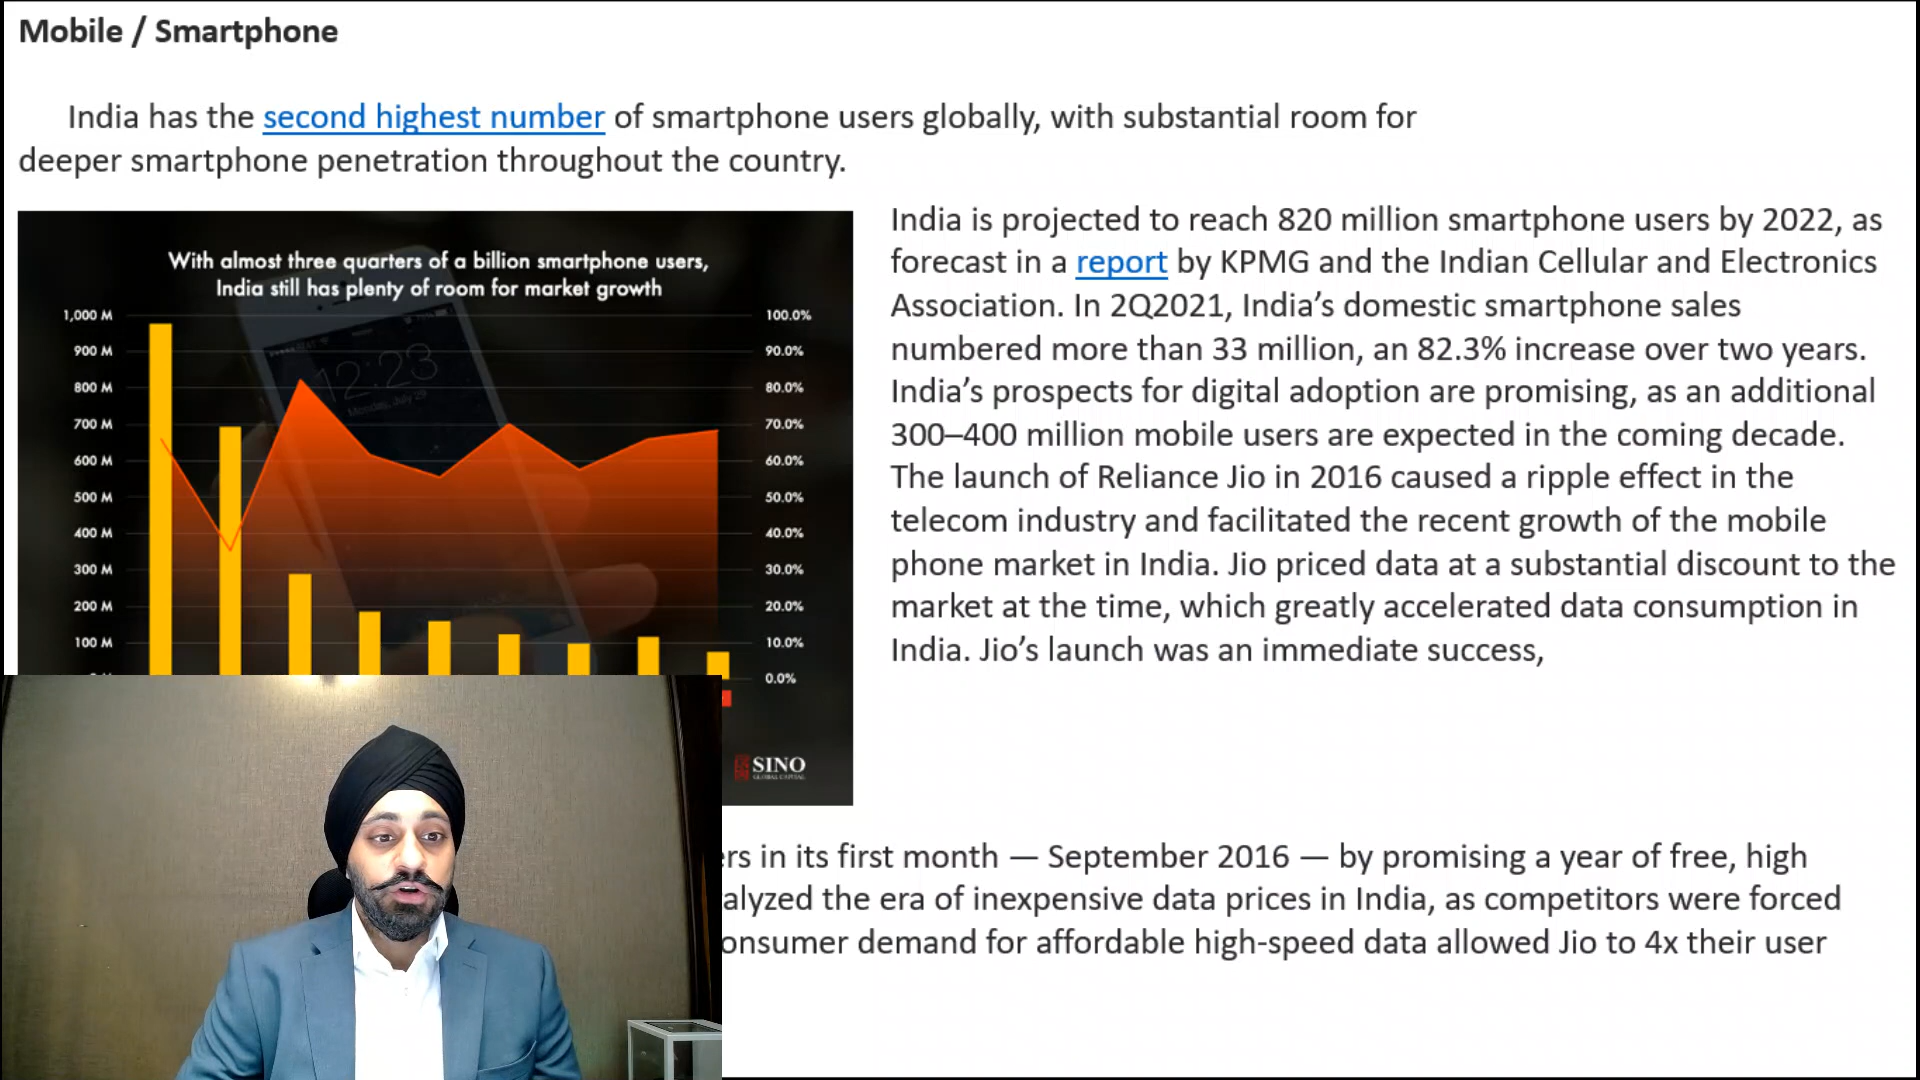 Mobile / Smartphone
India has the second highest number of smartphone users globally, with substantial room for
deeper smartphone penetration throughout the country.
With almost three quarters of a billion smartphone users,
India still has plenty of room for market growth
1,000 M 100.0%
900 M 90.0%
800 M 80.0%
700 M 70.0%
600 M 60.0%
500 M 50.0%
400 M 40.0%
300 M 30.0%
200 M 20.0%
100 M 10.0%
0.0%
12:23
Monday, July 29
SINO
GLOBAL CAPITAL
India is projected to reach 820 million smartphone users by 2022, as
forecast in a report by KPMG and the Indian Cellular and Electronics
Association. In 2Q2021, India’s domestic smartphone sales
numbered more than 33 million, an 82.3% increase over two years.
India’s prospects for digital adoption are promising, as an additional
300–400 million mobile users are expected in the coming decade.
The launch of Reliance Jio in 2016 caused a ripple effect in the
telecom industry and facilitated the recent growth of the mobile
phone market in India. Jio priced data at a substantial discount to the
market at the time, which greatly accelerated data consumption in
India. Jio’s launch was an immediate success,
ers in its first month — September 2016 — by promising a year of free, high
alyzed the era of inexpensive data prices in India, as competitors were forced
onsumer demand for affordable high-speed data allowed Jio to 4x their user